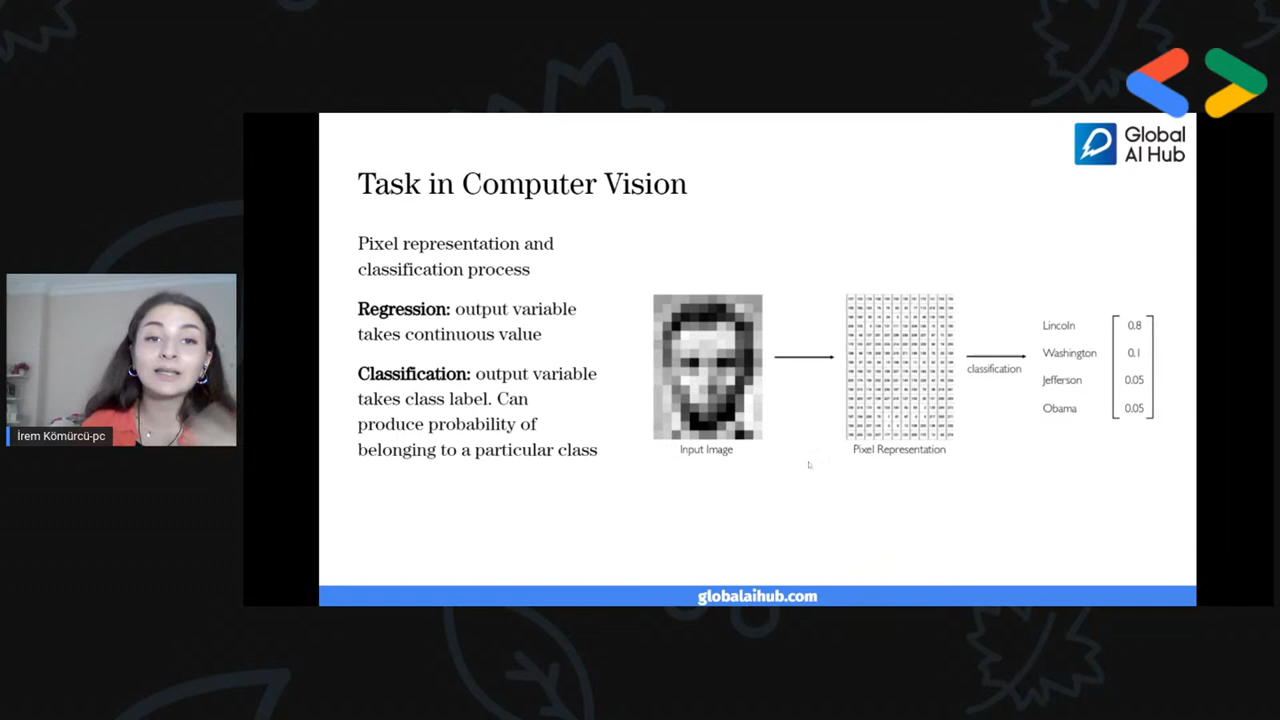 Global
AI Hub
Task in Computer Vision
Pixel representation and
classification process
Regression: output variable
takes continuous value
Classification: output variable
takes class label. Can
produce probability of
belonging to a particular class
Input Image
Pixel Representation
classification
Lincoln 0.8
Washington 0.1
Jefferson 0.05
Obama 0.05
İrem Kömürcü-pc
globalaihub.com